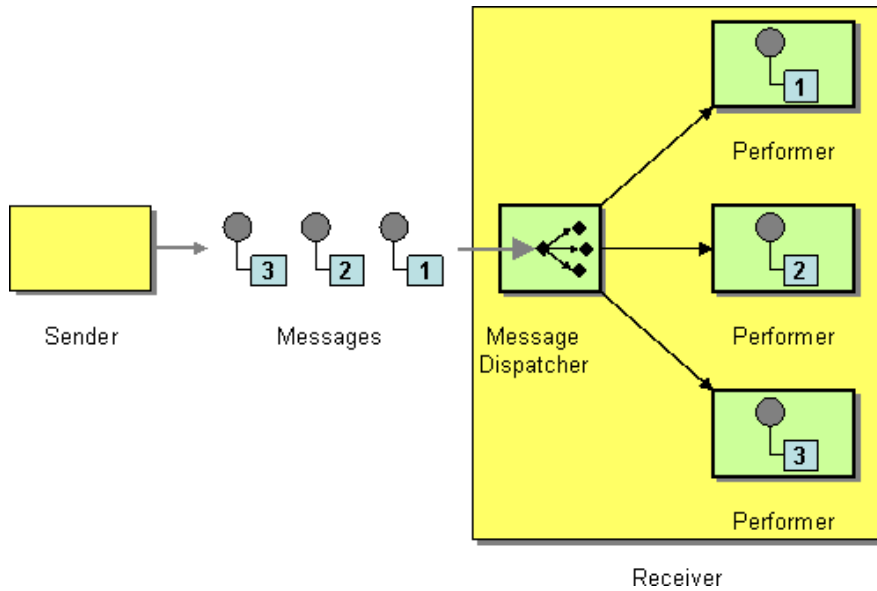 1
Performer
3 2 1
2
Sender
Messages
Message
Dispatcher
Performer
3
Performer
Receiver